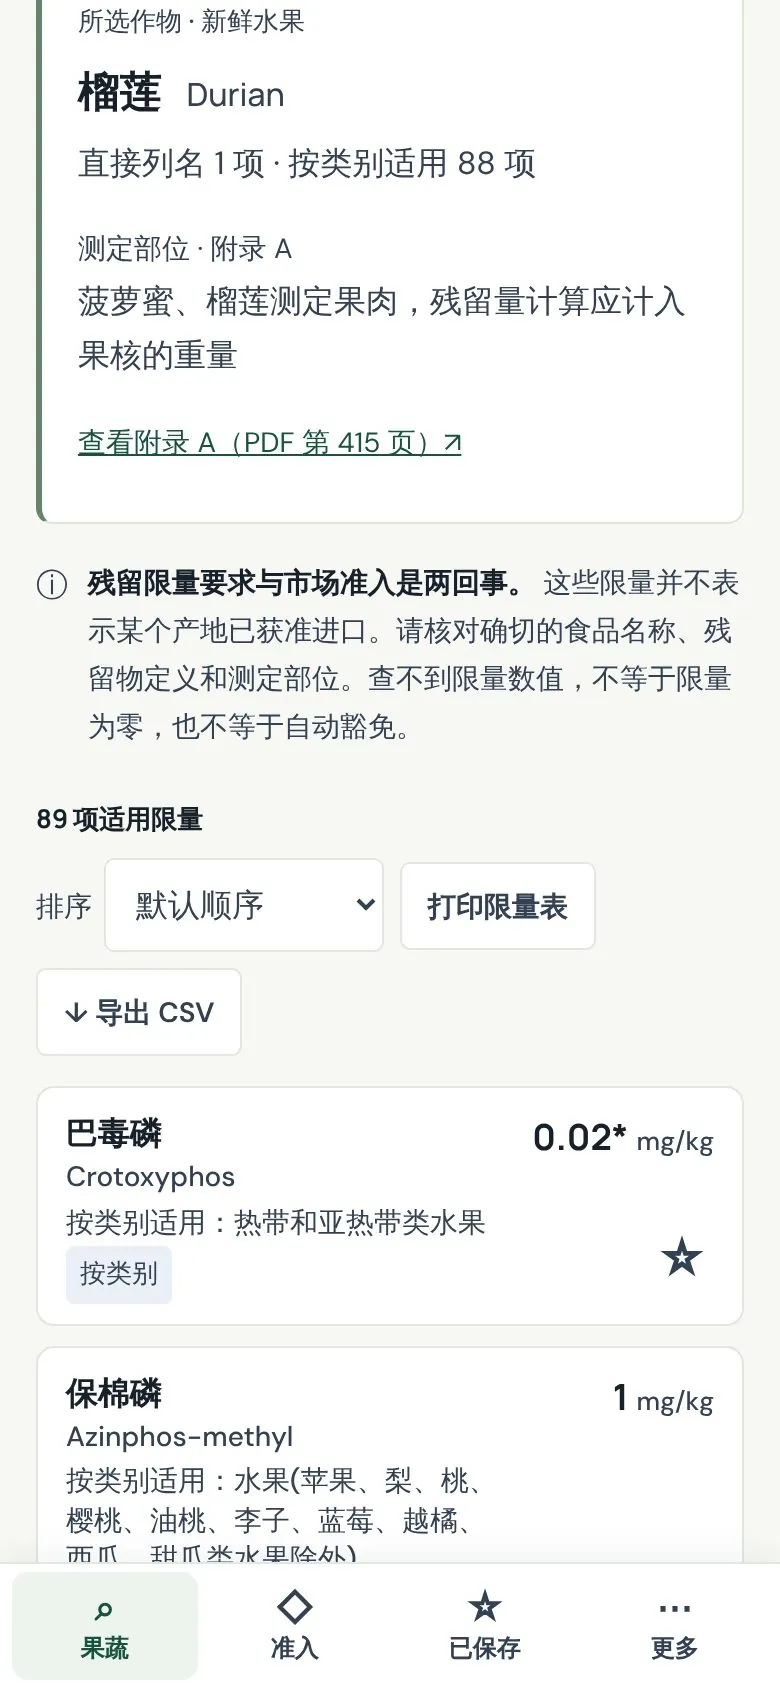 所选作物 · 新鲜水果
榴莲 Durian
直接列名 1 项 · 按类别适用 88 项
测定部位 · 附录 A
菠萝蜜、榴莲测定果肉，残留量计算应计入
果核的重量
查看附录 A（PDF 第 415 页）↗
残留限量要求与市场准入是两回事。 这些限量并不表
示某个产地已获准进口。请核对确切的食品名称、残
留物定义和测定部位。查不到限量数值，不等于限量
为零，也不等于自动豁免。
89 项适用限量
排序 默认顺序 打印限量表
↓ 导出 CSV
巴毒磷 0.02* mg/kg
Crotoxyphos
按类别适用：热带和亚热带类水果
按类别
保棉磷 1 mg/kg
Azinphos-methyl
按类别适用：水果(苹果、梨、桃、
樱桃、油桃、李子、蓝莓、越橘、
西瓜、甜瓜类水果除外)
果蔬 准入 已保存 更多